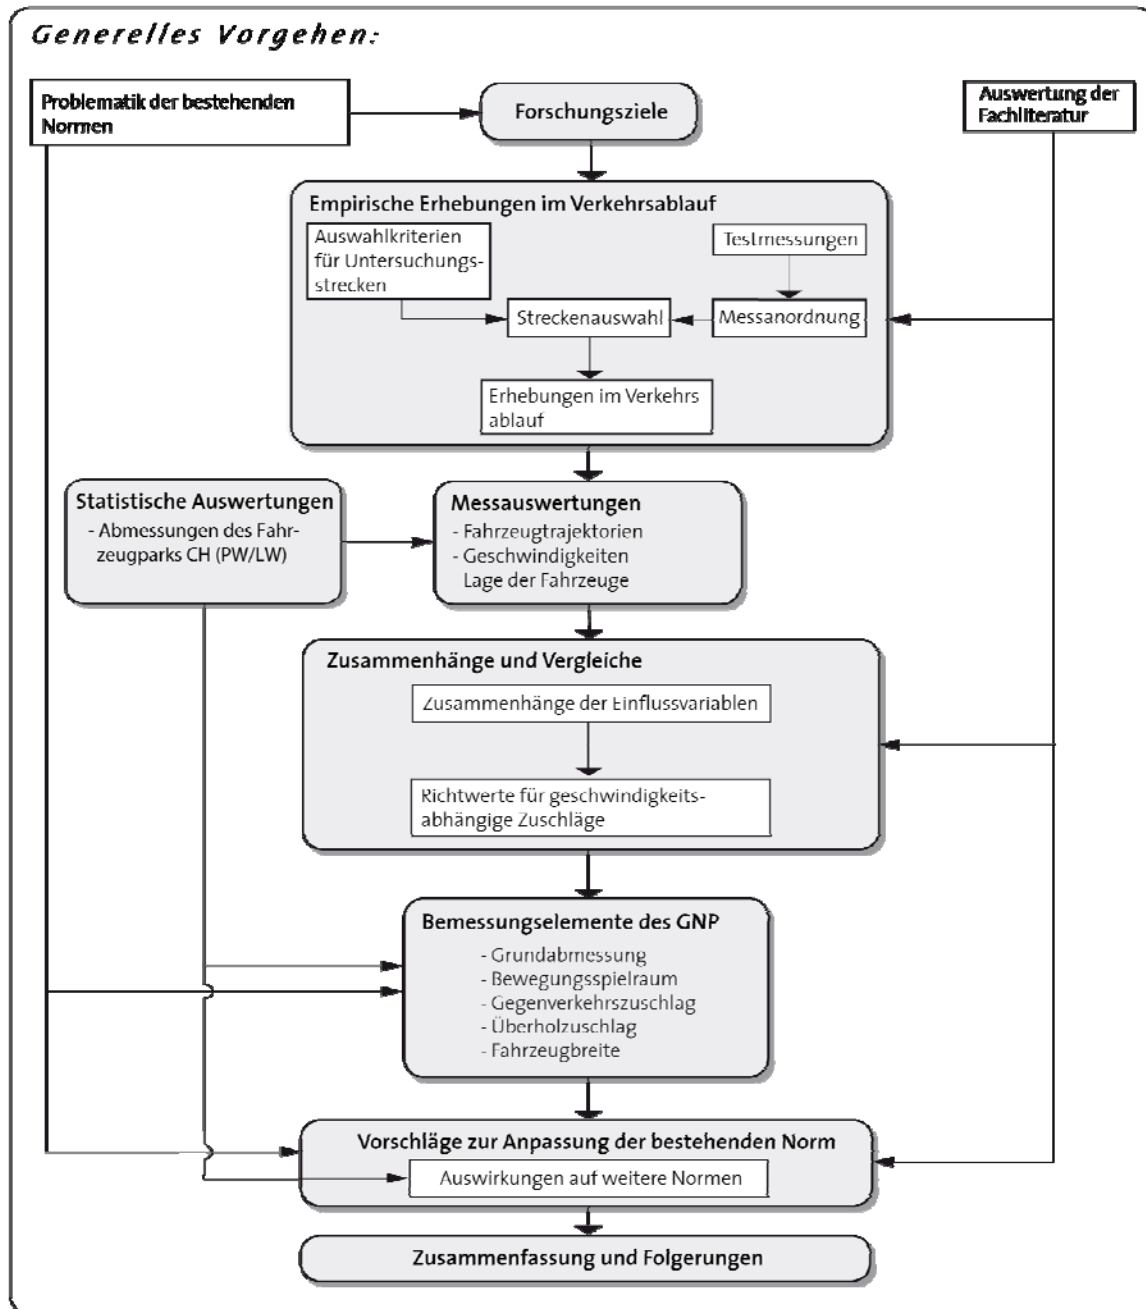 Generelles Vorgehen:
Problematik der bestehenden
Normen
Forschungsziele
Auswertung der
Fachliteratur
Empirische Erhebungen im Verkehrsablauf
Auswahlkriterien
für Untersuchungs-
strecken
Testmessungen
Streckenauswahl
Messanordnung
Erhebungen im Verkehrs
ablauf
Statistische Auswertungen
- Abmessungen des Fahr-
zeugparks CH (PW/LW)
Messauswertungen
- Fahrzeugtrajektorien
- Geschwindigkeiten
Lage der Fahrzeuge
Zusammenhänge und Vergleiche
Zusammenhänge der Einflussvariablen
Richtwerte für geschwindigkeits-
abhängige Zuschläge
Bemessungselemente des GNP
- Grundabmessung
- Bewegungsspielraum
- Gegenverkehrszuschlag
- Überholzuschlag
- Fahrzeugbreite
Vorschläge zur Anpassung der bestehenden Norm
Auswirkungen auf weitere Normen
Zusammenfassung und Folgerungen